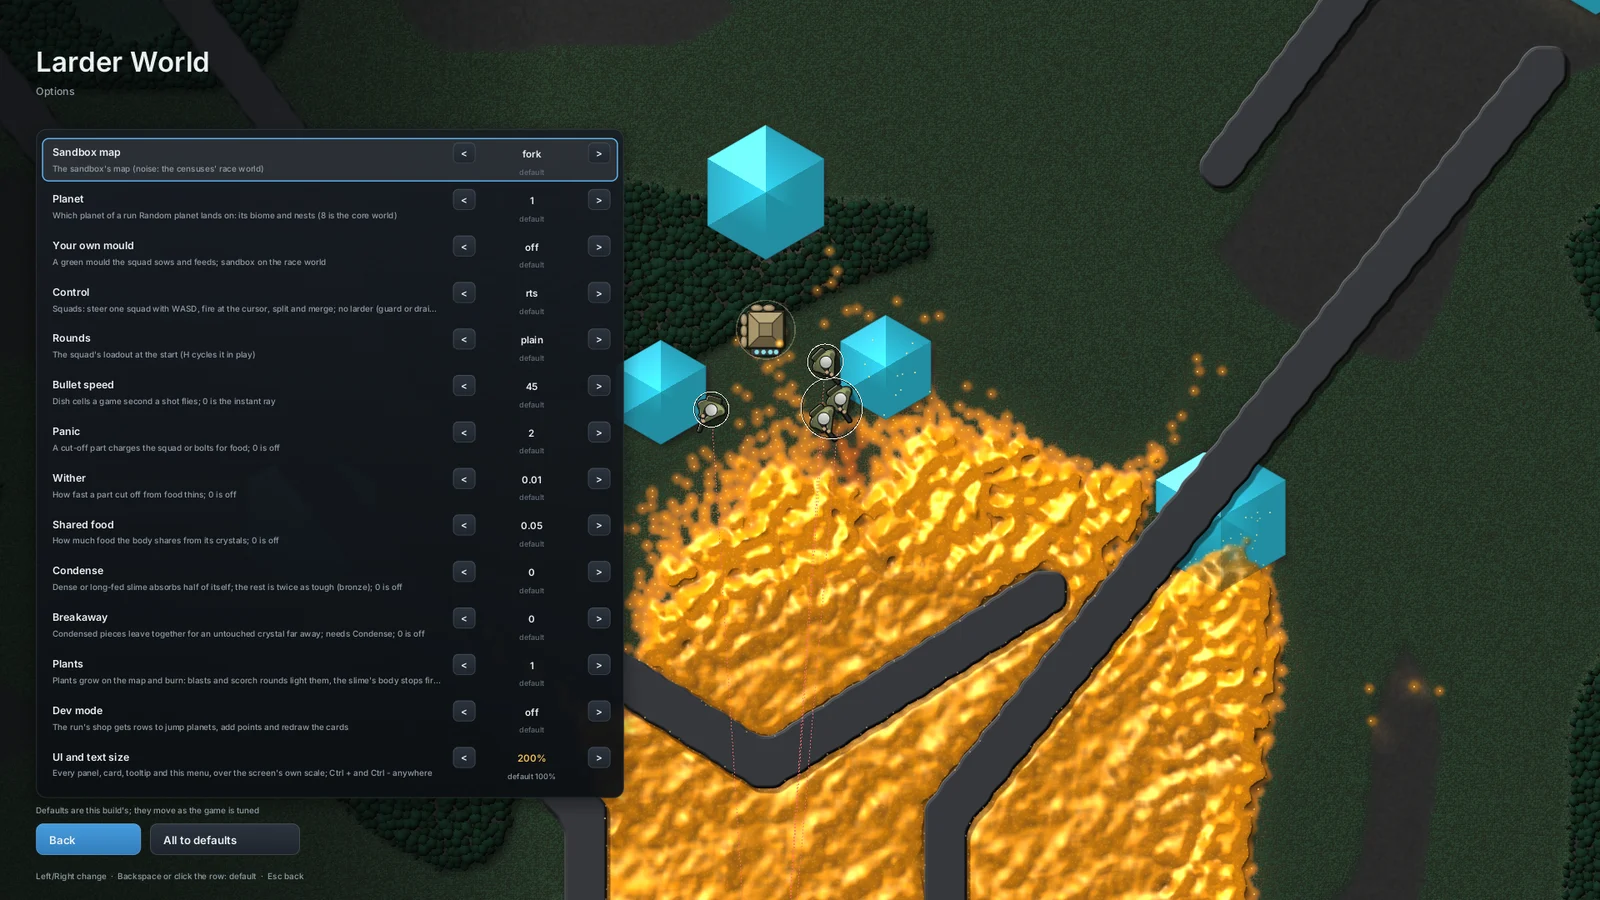 Larder World
Options
Sandbox map
< fork >
The sandbox's map (noise: the censuses' race world)
default
Planet
< 1 >
Which planet of a run Random planet lands on: its biome and nests (8 is the core world)
default
Your own mould
< off >
A green mould the squad sows and feeds; sandbox on the race world
default
Control
< rts >
Squads: steer one squad with WASD, fire at the cursor, split and merge; no larder (guard or drai...
default
Rounds
< plain >
The squad's loadout at the start (H cycles it in play)
default
Bullet speed
< 45 >
Dish cells a game second a shot flies; 0 is the instant ray
default
Panic
< 2 >
A cut-off part charges the squad or bolts for food; 0 is off
default
Wither
< 0.01 >
How fast a part cut off from food thins; 0 is off
default
Shared food
< 0.05 >
How much food the body shares from its crystals; 0 is off
default
Condense
< 0 >
Dense or long-fed slime absorbs half of itself; the rest is twice as tough (bronze); 0 is off
default
Breakaway
< 0 >
Condensed pieces leave together for an untouched crystal far away; needs Condense; 0 is off
default
Plants
< 1 >
Plants grow on the map and burn: blasts and scorch rounds light them, the slime's body stops fir...
default
Dev mode
< off >
The run's shop gets rows to jump planets, add points and redraw the cards
default
UI and text size
< 200% >
Every panel, card, tooltip and this menu, over the screen's own scale; Ctrl + and Ctrl - anywhere
default 100%
Defaults are this build's; they move as the game is tuned
Back
All to defaults
Left/Right change · Backspace or click the row: default · Esc back